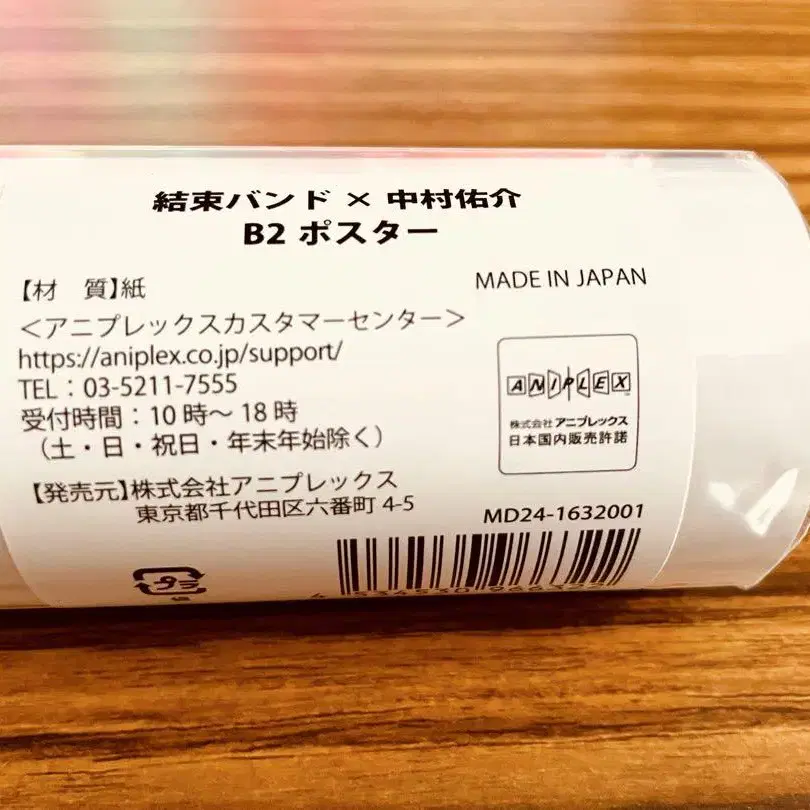 結束バンド × 中村佑介
B2 ポスター
【材　質】紙
MADE IN JAPAN
＜アニプレックスカスタマーセンター＞
https://aniplex.co.jp/support/
TEL：03-5211-7555
受付時間：10 時～ 18 時
（土・日・祝日・年末年始除く）
ANIPLEX
株式会社 アニプレックス
日本国内販売許諾
【発売元】株式会社アニプレックス
東京都千代田区六番町 4-5
MD24-1632001
プラ